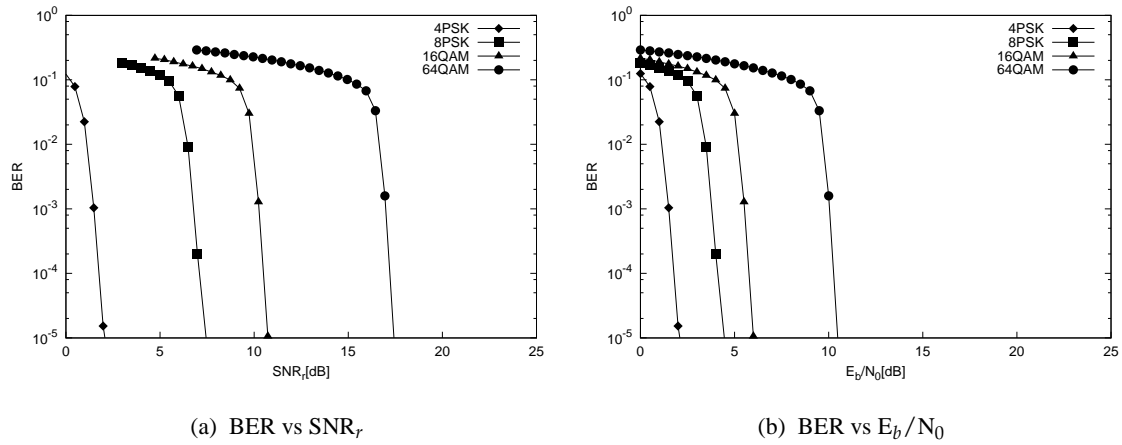 4PSK
8PSK
16QAM
64QAM
10^0
10^-1
10^-2
10^-3
10^-4
10^-5
BER
0 5 10 15 20 25
SNR_r[dB]
(a) BER vs SNR_r
4PSK
8PSK
16QAM
64QAM
10^0
10^-1
10^-2
10^-3
10^-4
10^-5
BER
0 5 10 15 20 25
E_b/N_0[dB]
(b) BER vs E_b/N_0